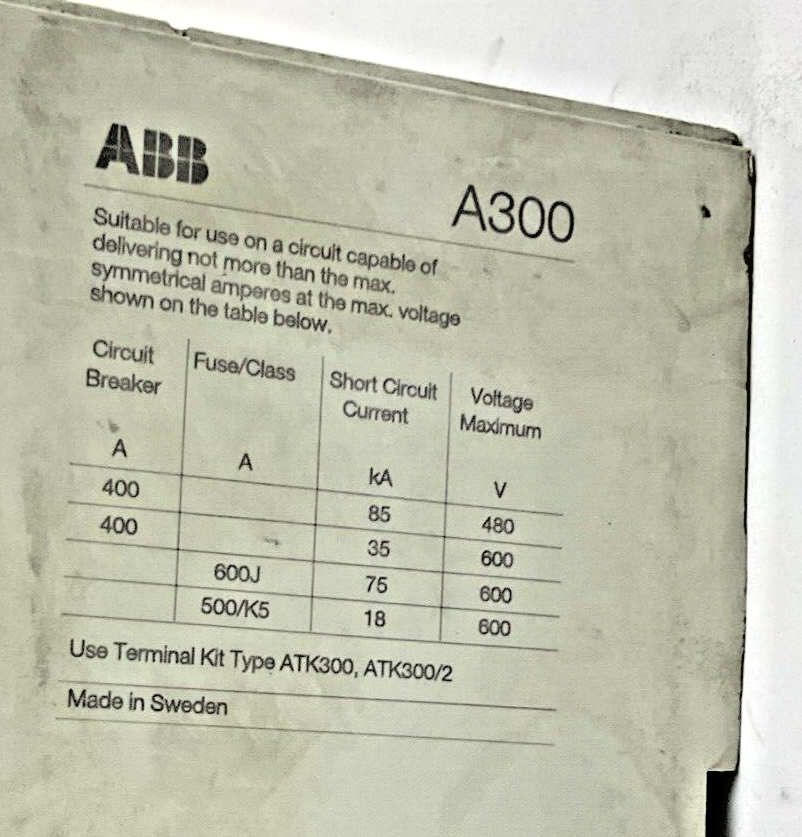 ABB
A300
Suitable for use on a circuit capable of
delivering not more than the max.
symmetrical amperes at the max. voltage
shown on the table below.
Circuit Breaker Fuse/Class Short Circuit Current Voltage Maximum
A A kA V
400 85 480
400 35 600
600J 75 600
500/K5 18 600
Use Terminal Kit Type ATK300, ATK300/2
Made in Sweden